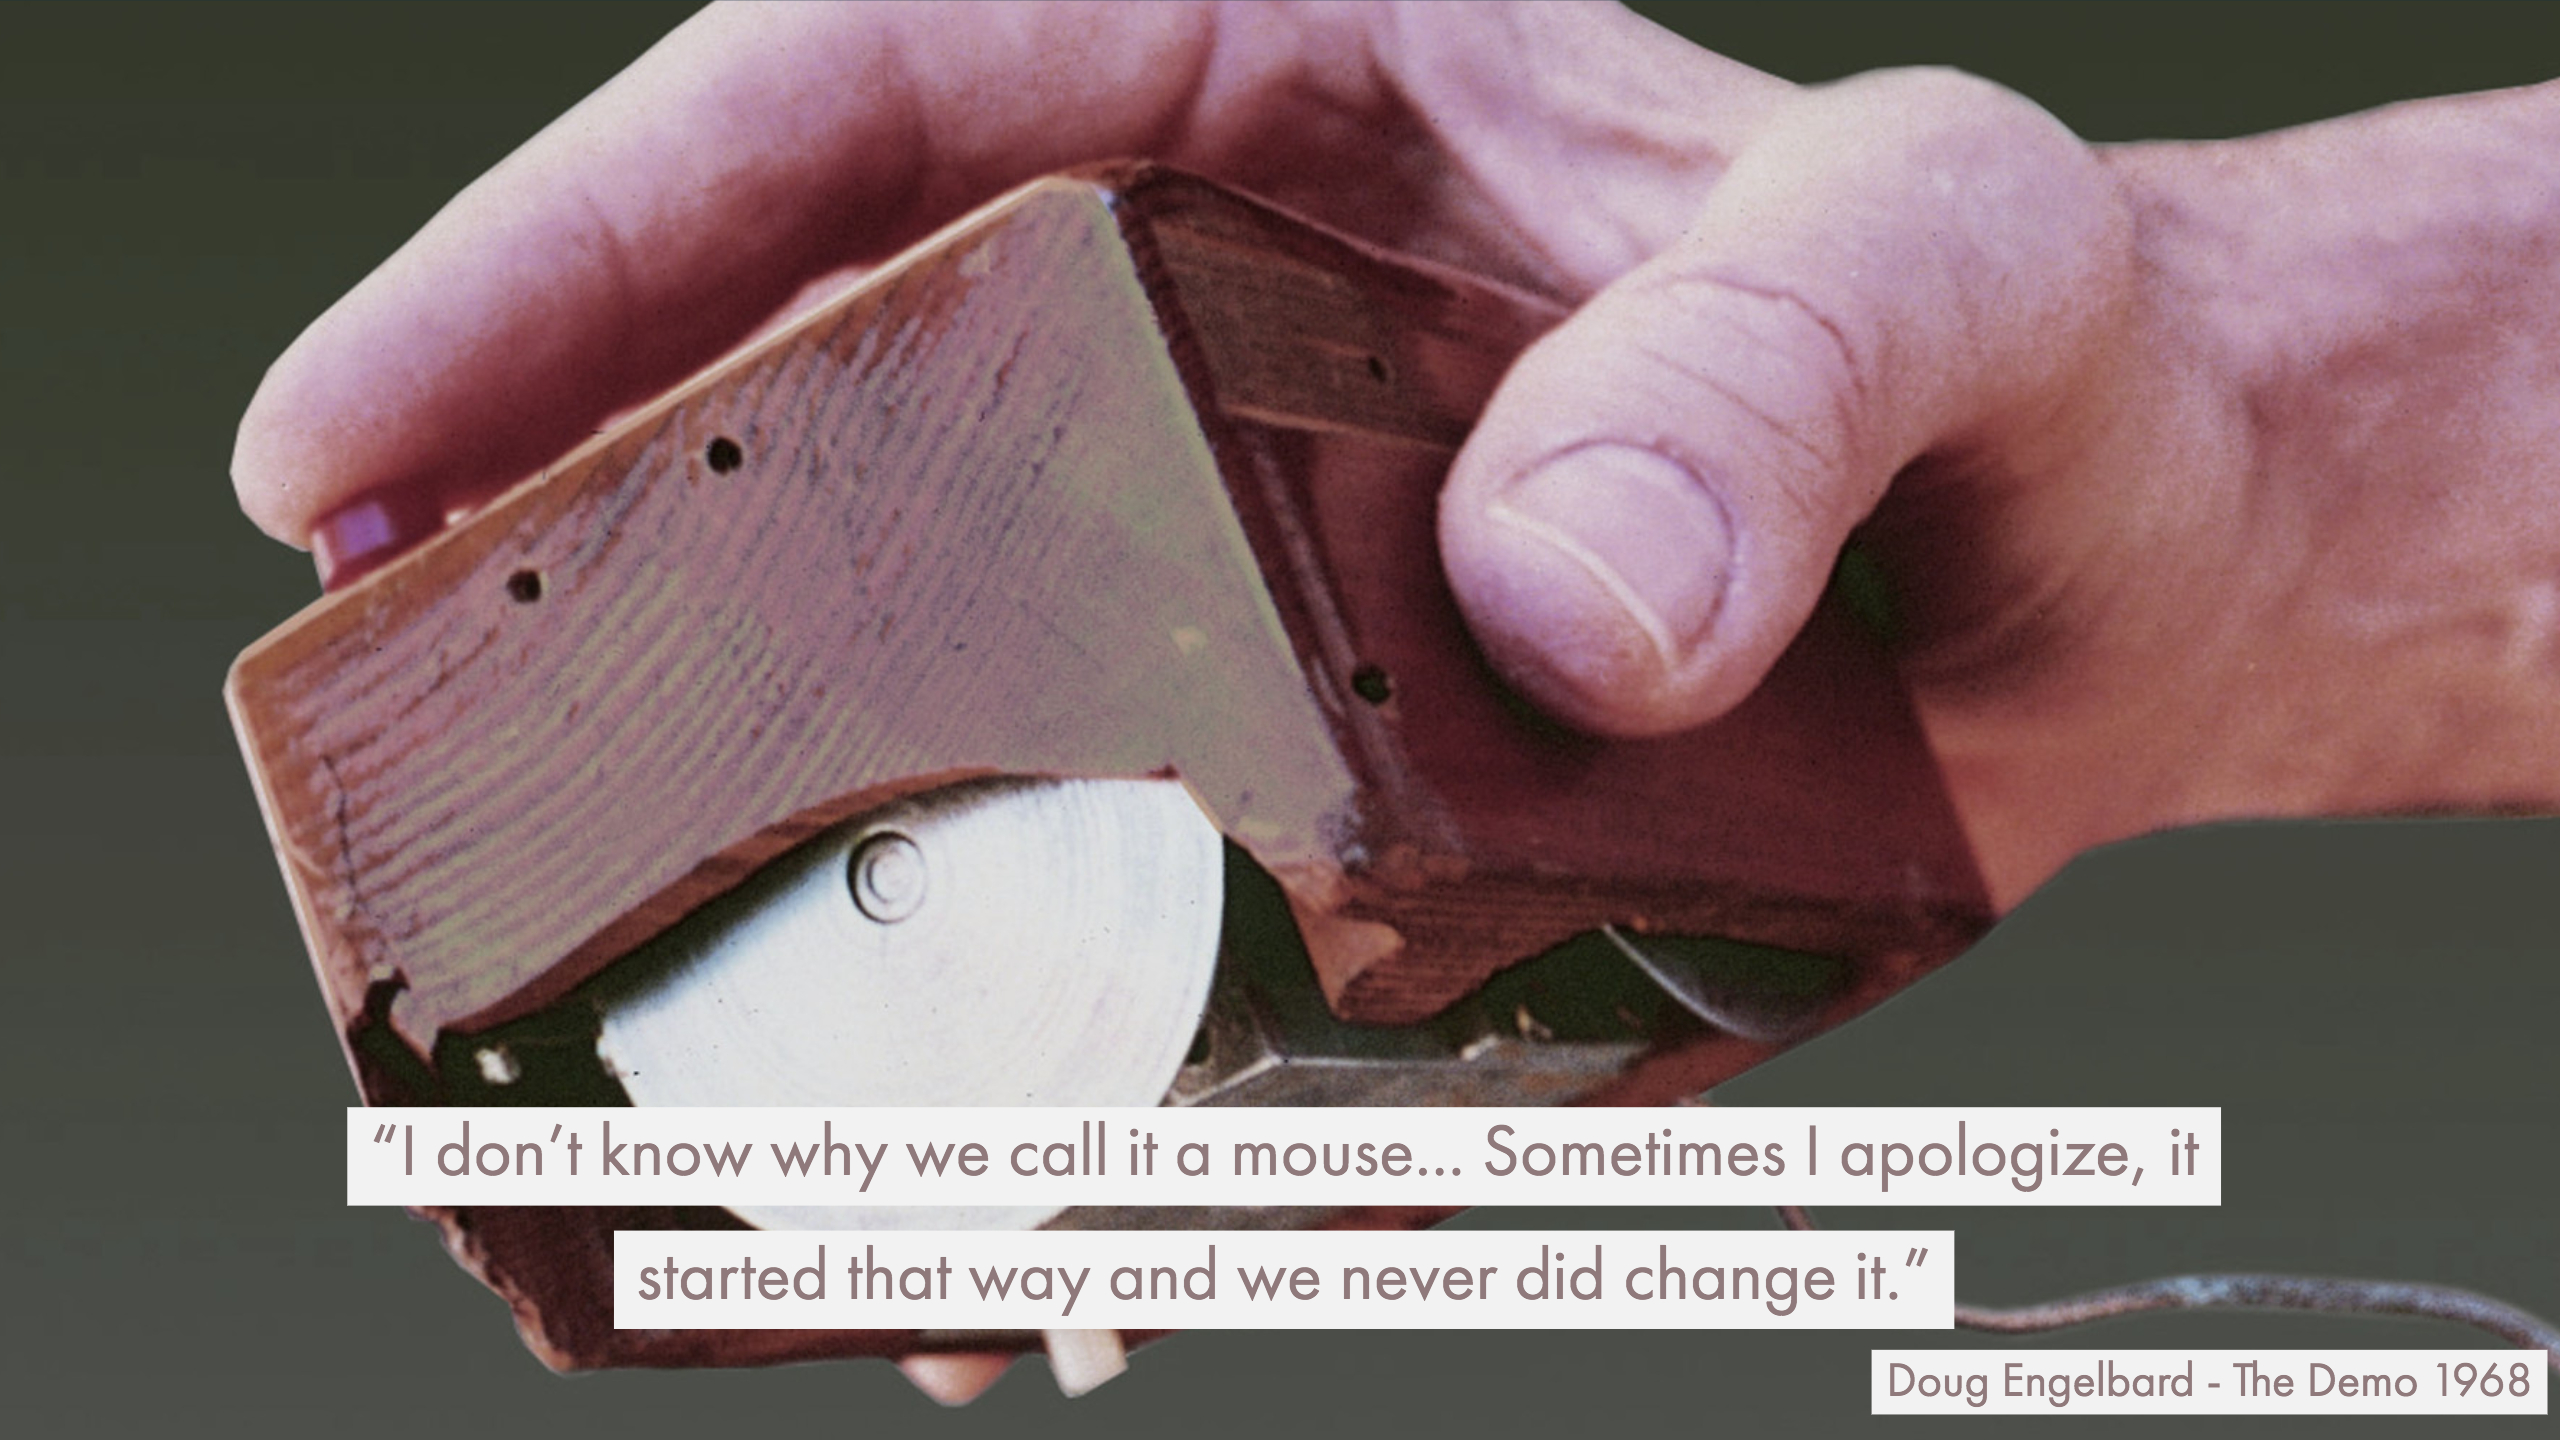 “I don’t know why we call it a mouse... Sometimes I apologize, it
started that way and we never did change it.”
Doug Engelbard - The Demo 1968